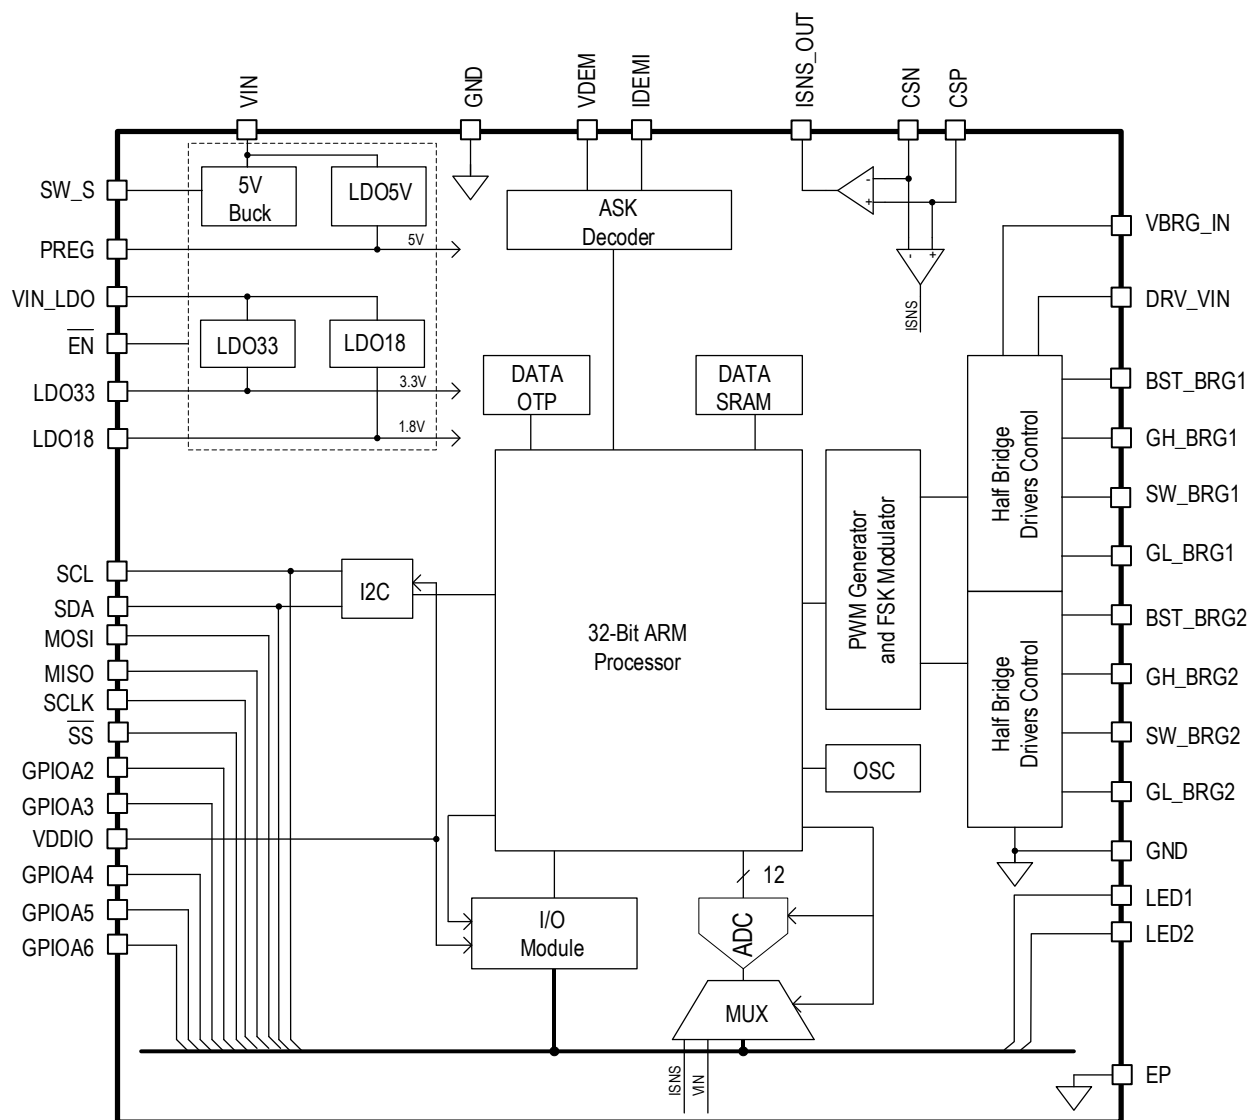 VIN
GND
VDEM
IDEMI
ISNS_OUT
CSN
CSP
SW_S
5V
Buck
LDO5V
ASK
Decoder
-
+
VBRG_IN
PREG
5V
-
+
VIN_LDO
DRV_VIN
ISNS
EN
LDO33
LDO18
LDO33
3.3V
DATA
OTP
DATA
SRAM
BST_BRG1
LDO18
1.8V
GH_BRG1
Half Bridge
Drivers Control
SW_BRG1
GL_BRG1
SCL
I2C
SDA
PWM Generator
and FSK Modulator
BST_BRG2
MOSI
32-Bit ARM
Processor
MISO
GH_BRG2
SCLK
Half Bridge
Drivers Control
SS
SW_BRG2
GPIOA2
OSC
GPIOA3
GL_BRG2
VDDIO
GND
GPIOA4
12
LED1
GPIOA5
I/O
Module
ADC
LED2
GPIOA6
MUX
ISNS
VIN
EP